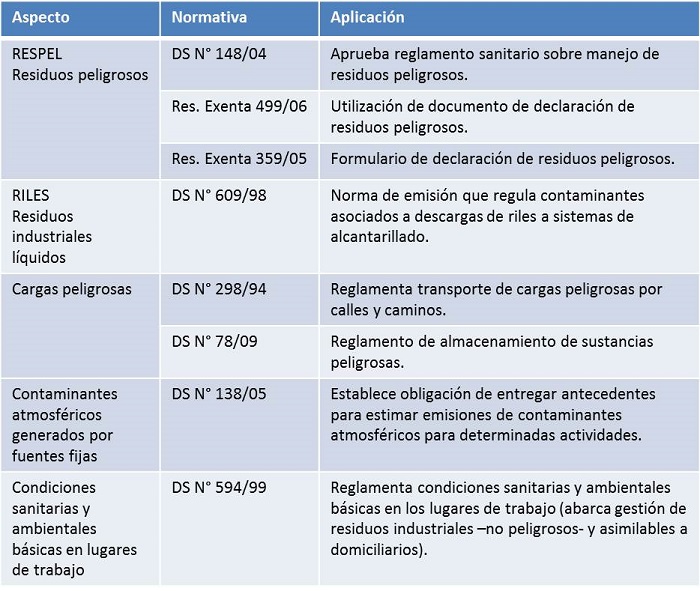 Aspecto Normativa Aplicación
RESPEL DS N° 148/04 Aprueba reglamento sanitario sobre manejo de
Residuos peligrosos residuos peligrosos.
Res. Exenta 499/06 Utilización de documento de declaración de
residuos peligrosos.
Res. Exenta 359/05 Formulario de declaración de residuos peligrosos.
RILES DS N° 609/98 Norma de emisión que regula contaminantes
Residuos asociados a descargas de riles a sistemas de
industriales alcantarillado.
líquidos
Cargas peligrosas DS N° 298/94 Reglamenta transporte de cargas peligrosas por
calles y caminos.
DS N° 78/09 Reglamento de almacenamiento de sustancias
peligrosas.
Contaminantes DS N° 138/05 Establece obligación de entregar antecedentes
atmosféricos para estimar emisiones de contaminantes
generados por atmosféricos para determinadas actividades.
fuentes fijas
Condiciones DS N° 594/99 Reglamenta condiciones sanitarias y ambientales
sanitarias y básicas en los lugares de trabajo (abarca gestión de
ambientales residuos industriales –no peligrosos- y asimilables a
básicas en lugares domiciliarios).
de trabajo